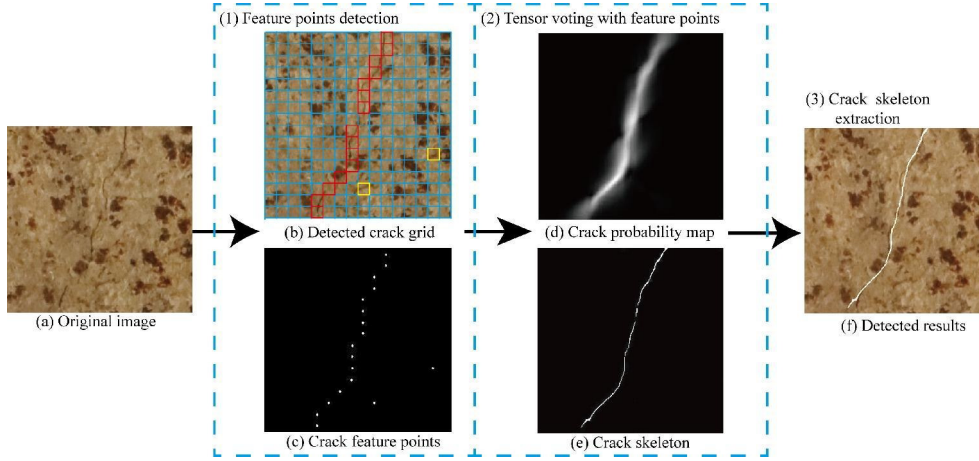 (1) Feature points detection
(2) Tensor voting with feature points
(3) Crack skeleton
extraction
(b) Detected crack grid
(d) Crack probability map
(a) Original image
(f) Detected results
(c) Crack feature points
(e) Crack skeleton